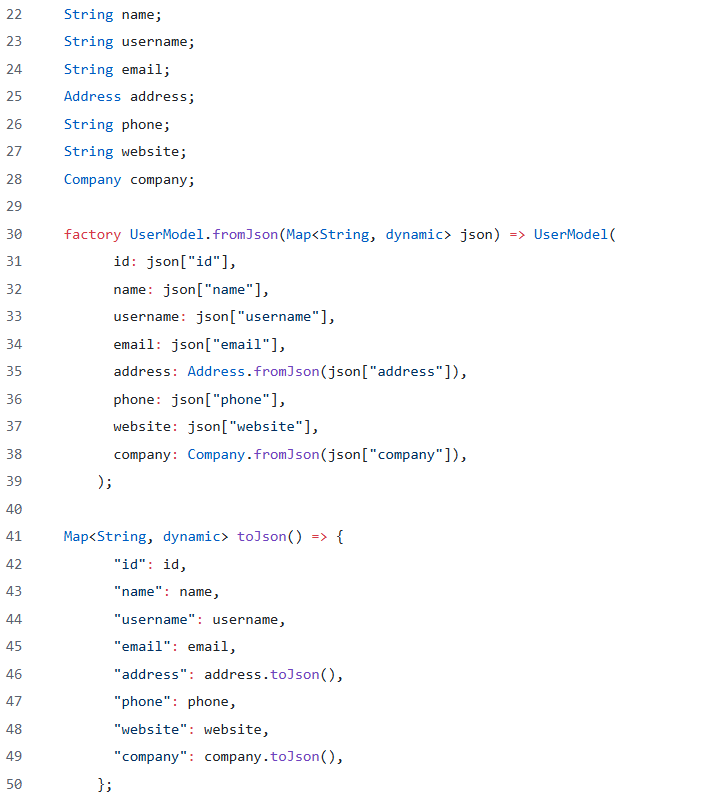 22 String name;
23 String username;
24 String email;
25 Address address;
26 String phone;
27 String website;
28 Company company;
29
30 factory UserModel.fromJson(Map<String, dynamic> json) => UserModel(
31 id: json["id"],
32 name: json["name"],
33 username: json["username"],
34 email: json["email"],
35 address: Address.fromJson(json["address"]),
36 phone: json["phone"],
37 website: json["website"],
38 company: Company.fromJson(json["company"]),
39 );
40
41 Map<String, dynamic> toJson() => {
42 "id": id,
43 "name": name,
44 "username": username,
45 "email": email,
46 "address": address.toJson(),
47 "phone": phone,
48 "website": website,
49 "company": company.toJson(),
50 };